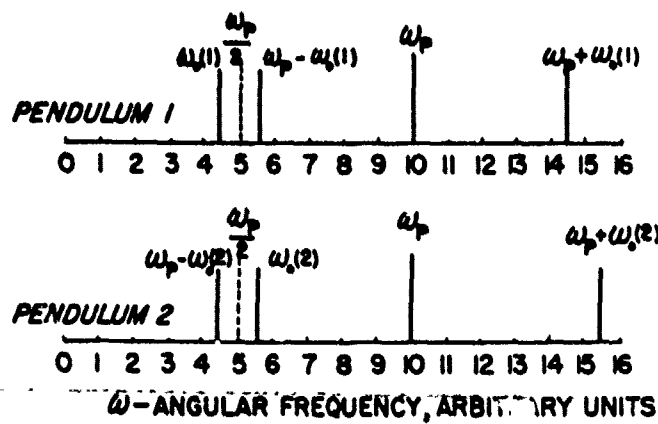 ω₀(1) ωₚ/2 ωₚ-ω₀(1) ωₚ ωₚ+ω₀(1)
PENDULUM 1
0 1 2 3 4 5 6 7 8 9 10 11 12 13 14 15 16
ωₚ-ω₀(2) ωₚ/2 ω₀(2) ωₚ ωₚ+ω₀(2)
PENDULUM 2
0 1 2 3 4 5 6 7 8 9 10 11 12 13 14 15 16
ω-ANGULAR FREQUENCY, ARBITRARY UNITS